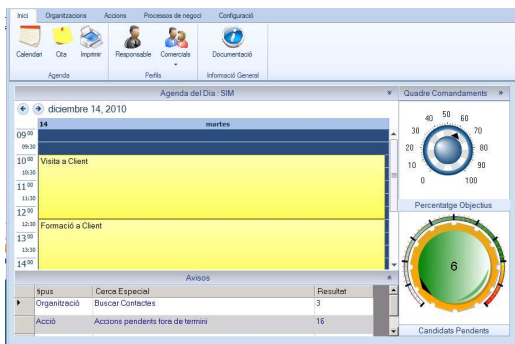 Inici Organitzacions Accions Processos de negoci Configuració
Calendari Cita Imprimir Responsable Comercials Documentació
Agenda Perfils Informació General
Agenda del Dia : SIM
Quadre Comandaments
diciembre 14, 2010
14 martes
09 00
09:30
10 00 Visita a Client
10:30
11 00
11:30
12 00
12:30 Formació a Client
13 00
13:30
14 00
0 10 20 30 40 50 60 70 80 90 100
Percentatge Objectius
6
Candidats Pendents
Avisos
tipus Cerca Especial Resultat
Organització Buscar Contactes 3
Acció Accions pendents fora de termini 16